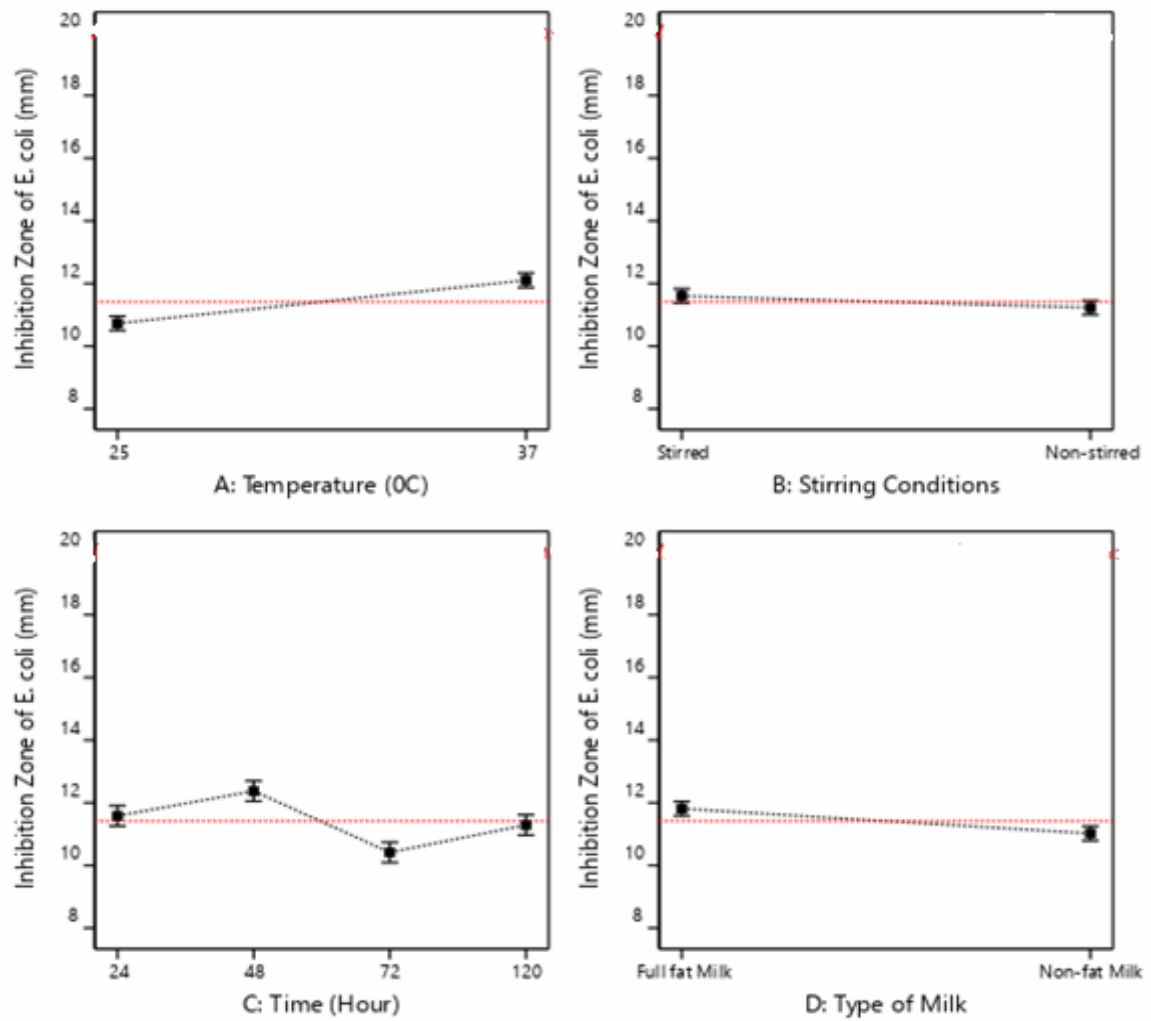 Inhibition Zone of E. coli (mm)
20
18
16
14
12
10
8
25
37
A: Temperature (0C)
Inhibition Zone of E. coli (mm)
20
18
16
14
12
10
8
Stirred
Non-stirred
B: Stirring Conditions
Inhibition Zone of E. coli (mm)
20
18
16
14
12
10
8
24
48
72
120
C: Time (Hour)
Inhibition Zone of E. coli (mm)
20
18
16
14
12
10
8
Full fat Milk
Non-fat Milk
D: Type of Milk